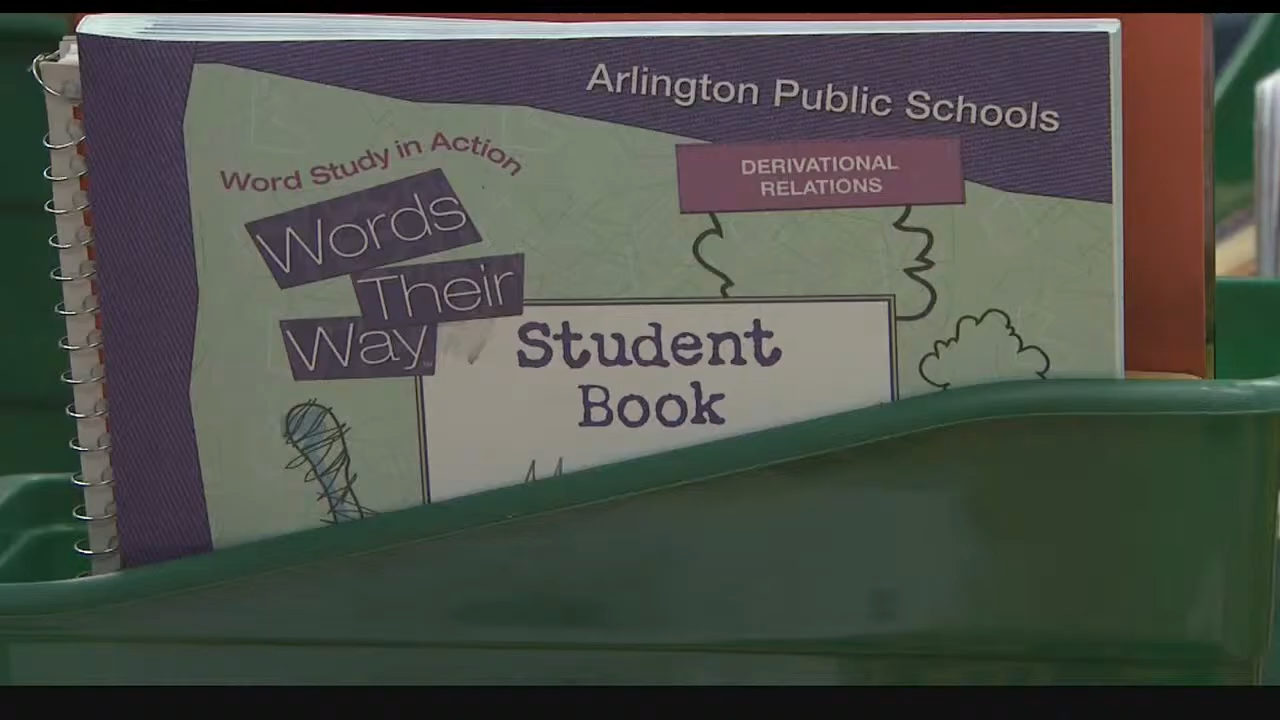 Arlington Public Schools
Word Study in Action
Words
Their
Way
DERIVATIONAL
RELATIONS
Student
Book